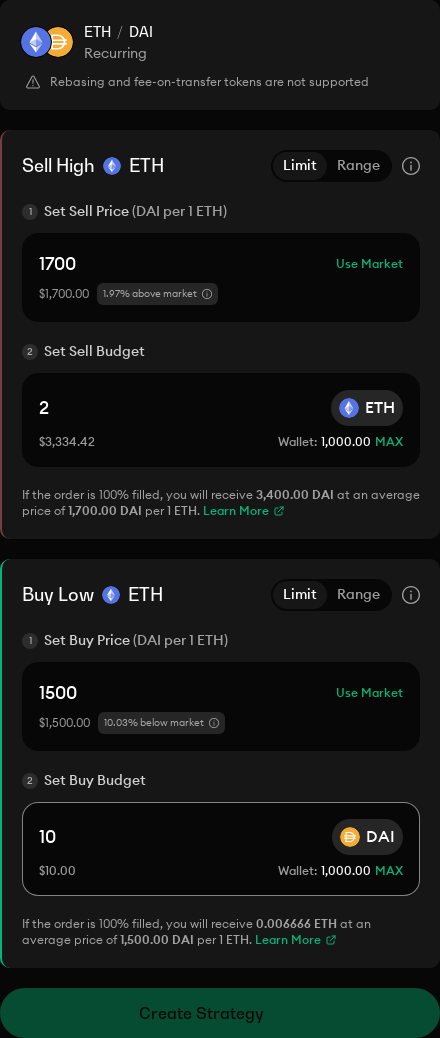 ETH / DAI
Recurring
Rebasing and fee-on-transfer tokens are not supported
Sell High ETH Limit Range
1 Set Sell Price (DAI per 1 ETH)
1700 Use Market
$1,700.00 1.97% above market
2 Set Sell Budget
2 ETH
$3,334.42 Wallet: 1,000.00 MAX
If the order is 100% filled, you will receive 3,400.00 DAI at an average
price of 1,700.00 DAI per 1 ETH. Learn More
Buy Low ETH Limit Range
1 Set Buy Price (DAI per 1 ETH)
1500 Use Market
$1,500.00 10.03% below market
2 Set Buy Budget
10 DAI
$10.00 Wallet: 1,000.00 MAX
If the order is 100% filled, you will receive 0.006666 ETH at an
average price of 1,500.00 DAI per 1 ETH. Learn More
Create Strategy